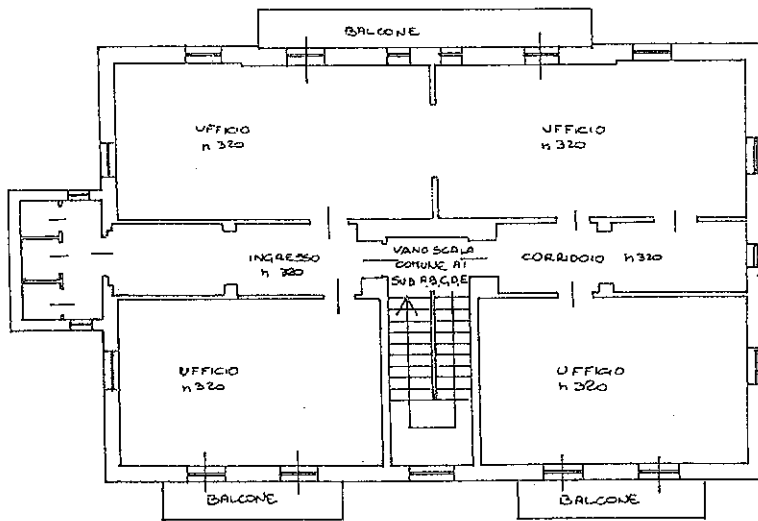 BALCONE
UFFICIO
h 320
UFFICIO
h 320
INGRESSO
h 320
VANO SCALA
COMUNE AI
SUB A,B,C,D,E
CORRIDOIO h 320
UFFICIO
h 320
UFFICIO
h 320
BALCONE
BALCONE